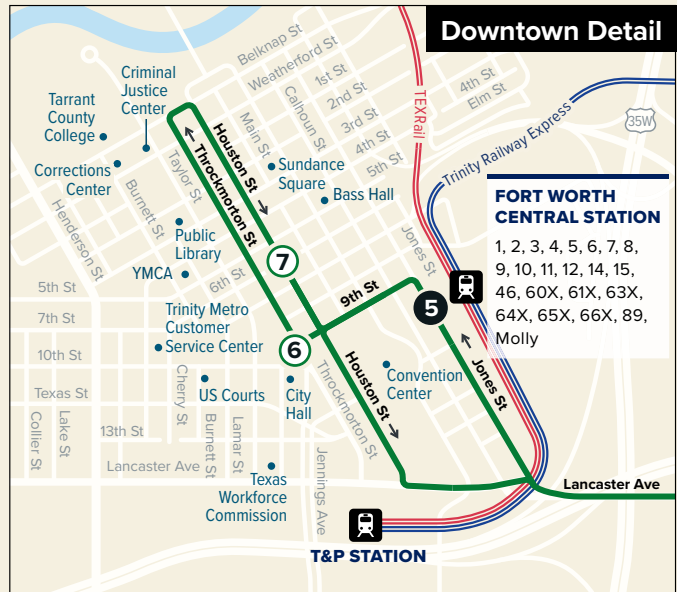 Downtown Detail
Belknap St
Weatherford St
1st St
2nd St
3rd St
4th St
5th St
Calhoun St
Main St
4th St
Elm St
TEXRail
Trinity Railway Express
35W
Criminal
Justice
Center
Tarrant
County
College
Corrections
Center
Henderson St
Burnett St
Taylor St
Houston St →
← Throckmorton St
Sundance
Square
Bass Hall
Public
Library
YMCA
6th St
7
9th St
Jones St
5
← Jones St
FORT WORTH
CENTRAL STATION
1, 2, 3, 4, 5, 6, 7, 8,
9, 10, 11, 12, 14, 15,
46, 60X, 61X, 63X,
64X, 65X, 66X, 89,
Molly
5th St
7th St
10th St
Texas St
13th St
Lancaster Ave
Trinity Metro
Customer
Service Center
6
Houston St →
Throckmorton St
Convention
Center
US Courts
City
Hall
Collier St
Lake St
Cherry St
Burnett St
Lamar St
Jennings Ave
Texas
Workforce
Commission
Lancaster Ave
T&P STATION